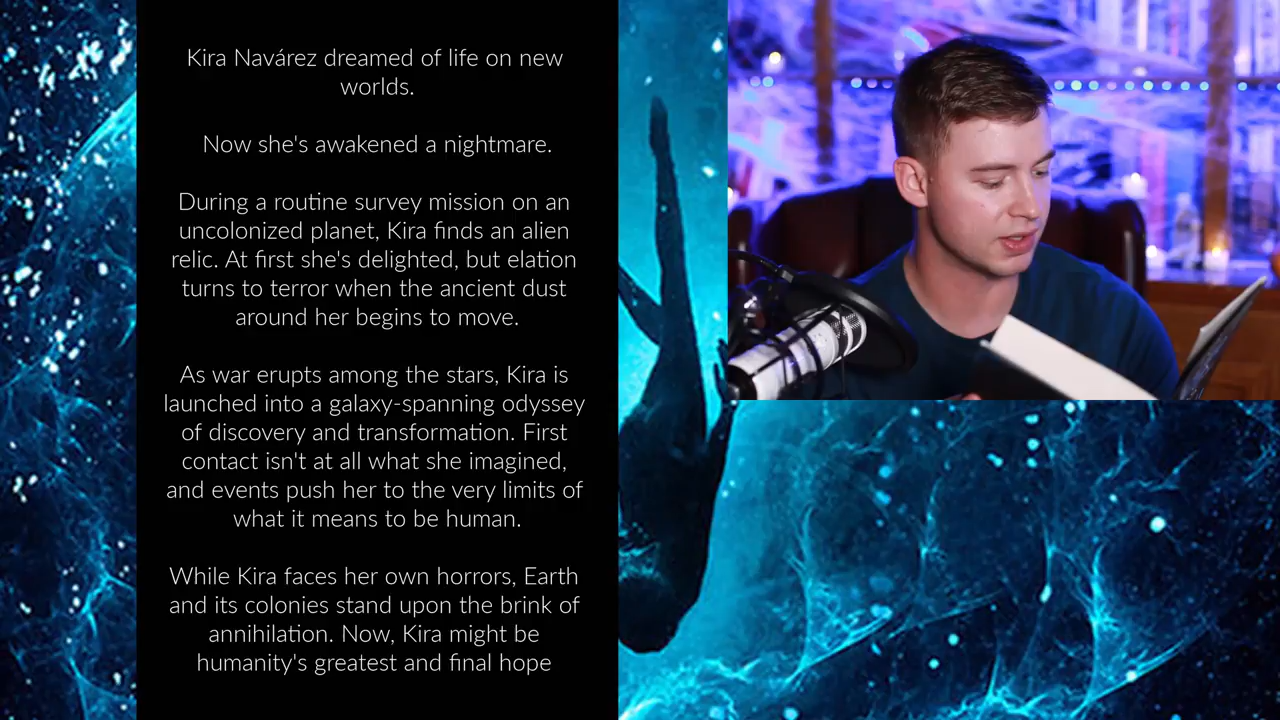 Kira Navárez dreamed of life on new
worlds.
Now she's awakened a nightmare.
During a routine survey mission on an
uncolonized planet, Kira finds an alien
relic. At first she's delighted, but elation
turns to terror when the ancient dust
around her begins to move.
As war erupts among the stars, Kira is
launched into a galaxy-spanning odyssey
of discovery and transformation. First
contact isn't at all what she imagined,
and events push her to the very limits of
what it means to be human.
While Kira faces her own horrors, Earth
and its colonies stand upon the brink of
annihilation. Now, Kira might be
humanity's greatest and final hope